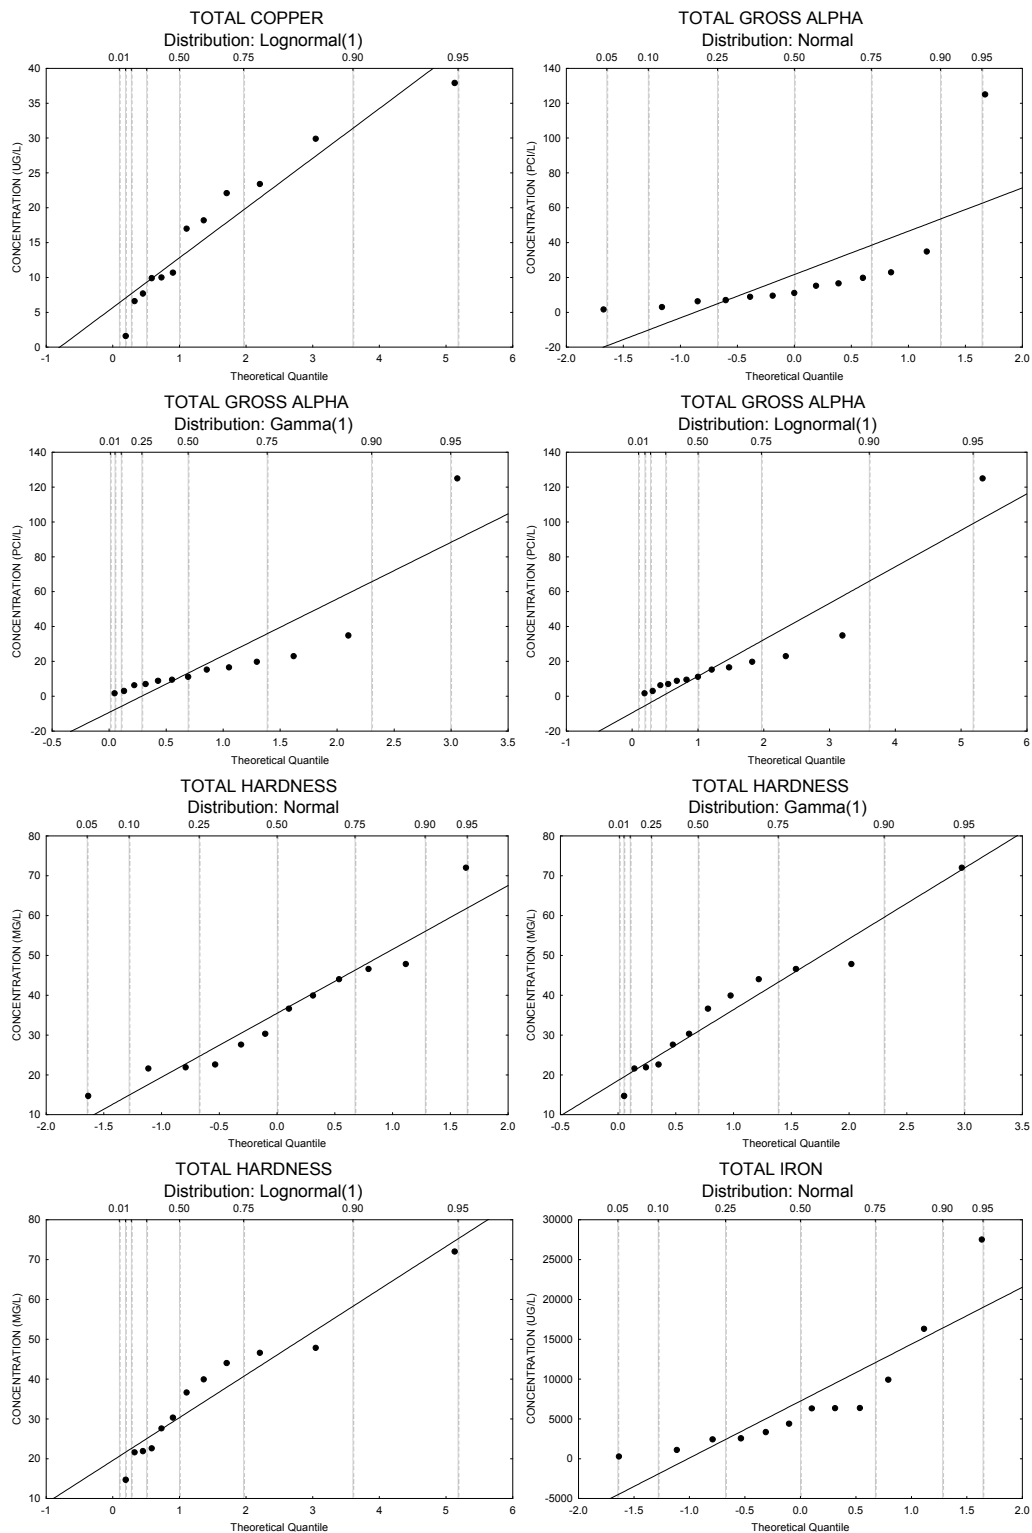 TOTAL COPPER
Distribution: Lognormal(1)
0.01 0.50 0.75 0.90 0.95
40
35
30
25
20
15
10
5
0
CONCENTRATION (UG/L)
-1 0 1 2 3 4 5 6
Theoretical Quantile
TOTAL GROSS ALPHA
Distribution: Normal
0.05 0.10 0.25 0.50 0.75 0.90 0.95
140
120
100
80
60
40
20
0
-20
CONCENTRATION (PCI/L)
-2.0 -1.5 -1.0 -0.5 0.0 0.5 1.0 1.5 2.0
Theoretical Quantile
TOTAL GROSS ALPHA
Distribution: Gamma(1)
0.01 0.25 0.50 0.75 0.90 0.95
140
120
100
80
60
40
20
0
-20
CONCENTRATION (PCI/L)
-0.5 0.0 0.5 1.0 1.5 2.0 2.5 3.0 3.5
Theoretical Quantile
TOTAL GROSS ALPHA
Distribution: Lognormal(1)
0.01 0.50 0.75 0.90 0.95
140
120
100
80
60
40
20
0
-20
CONCENTRATION (PCI/L)
-1 0 1 2 3 4 5 6
Theoretical Quantile
TOTAL HARDNESS
Distribution: Normal
0.05 0.10 0.25 0.50 0.75 0.90 0.95
80
70
60
50
40
30
20
10
CONCENTRATION (MG/L)
-2.0 -1.5 -1.0 -0.5 0.0 0.5 1.0 1.5 2.0
Theoretical Quantile
TOTAL HARDNESS
Distribution: Gamma(1)
0.01 0.25 0.50 0.75 0.90 0.95
80
70
60
50
40
30
20
10
CONCENTRATION (MG/L)
-0.5 0.0 0.5 1.0 1.5 2.0 2.5 3.0 3.5
Theoretical Quantile
TOTAL HARDNESS
Distribution: Lognormal(1)
0.01 0.50 0.75 0.90 0.95
80
70
60
50
40
30
20
10
CONCENTRATION (MG/L)
-1 0 1 2 3 4 5 6
Theoretical Quantile
TOTAL IRON
Distribution: Normal
0.05 0.10 0.25 0.50 0.75 0.90 0.95
30000
25000
20000
15000
10000
5000
0
-5000
CONCENTRATION (UG/L)
-2.0 -1.5 -1.0 -0.5 0.0 0.5 1.0 1.5 2.0
Theoretical Quantile